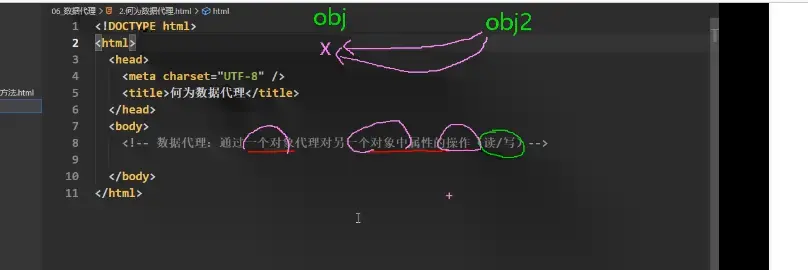 06_数据代理 > 2.何为数据代理.html > html
obj
obj2
x
1 <!DOCTYPE html>
2 <html>
3 <head>
4 <meta charset="UTF-8" />
方法.html
5 <title>何为数据代理</title>
6 </head>
7 <body>
8 <!-- 数据代理：通过一个对象代理对另一个对象中属性的操作（读/写）-->
9
10 </body>
11 </html>